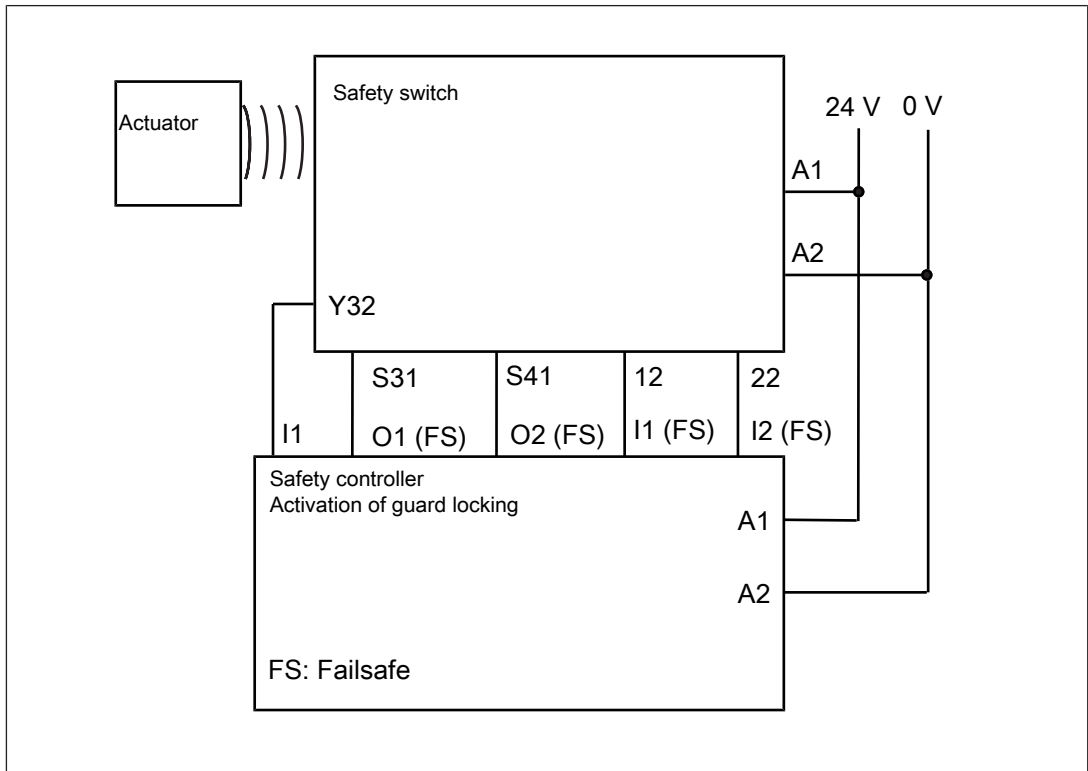 Safety switch
Actuator
24 V 0 V
A1
A2
Y32
S31 S41 12 22
I1 O1 (FS) O2 (FS) I1 (FS) I2 (FS)
Safety controller
Activation of guard locking
A1
A2
FS: Failsafe